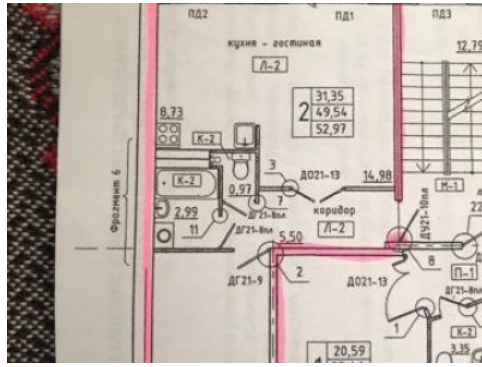 ПД2
ПД1
ПД3
кухня - гостиная
Л-2
12,79
2
31,35
49,54
52,97
8,73
К-2
3
ДО21-13
14,98
М-1
К-2
0,97
7
2,99
ДГ21-8пл
коридор
Л-2
ДУ21-10пл
22
11
ДГ21-8пл
5,50
Фрагмент 6
ДГ21-9
2
ДО21-13
8
П-1
ДГ21-8пл
1
К-2
20,59
3,35